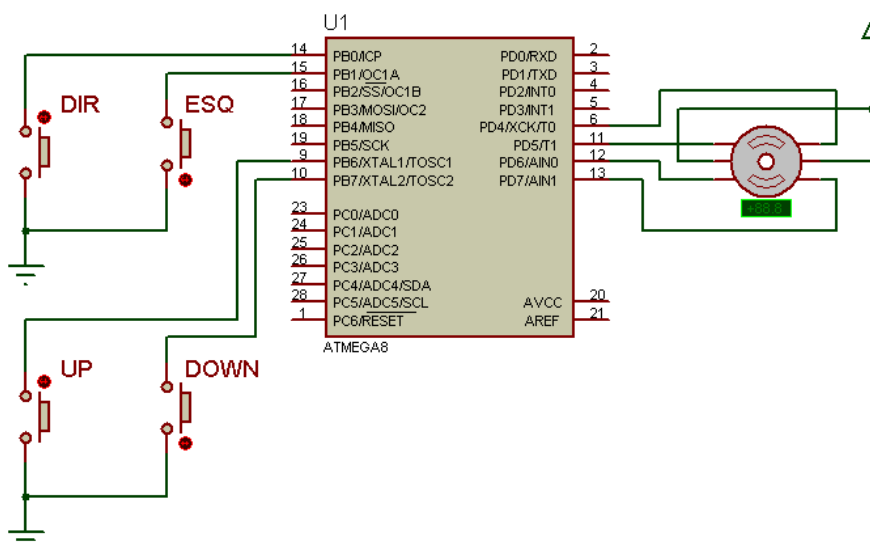 U1
14 PB0/ICP PD0/RXD 2
15 PB1/OC1A PD1/TXD 3
16 PB2/SS/OC1B PD2/INT0 4
17 PB3/MOSI/OC2 PD3/INT1 5
18 PB4/MISO PD4/XCK/T0 6
19 PB5/SCK PD5/T1 11
9 PB6/XTAL1/TOSC1 PD6/AIN0 12
10 PB7/XTAL2/TOSC2 PD7/AIN1 13
DIR ESQ
+88.8
23 PC0/ADC0
24 PC1/ADC1
25 PC2/ADC2
26 PC3/ADC3
27 PC4/ADC4/SDA
28 PC5/ADC5/SCL AVCC 20
1 PC6/RESET AREF 21
ATMEGA8
UP DOWN